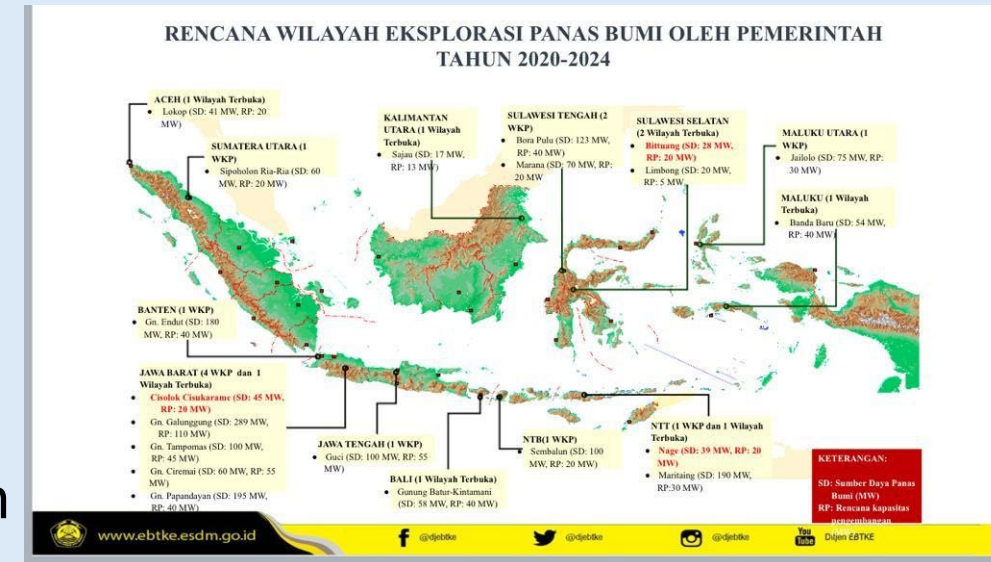 RENCANA WILAYAH EKSPLORASI PANAS BUMI OLEH PEMERINTAH
TAHUN 2020-2024
ACEH (1 Wilayah Terbuka)
• Lokop (SD: 41 MW, RP: 20
MW)
SUMATERA UTARA (1
WKP)
• Sipoholon Ria-Ria (SD: 60
MW, RP: 20 MW)
KALIMANTAN
UTARA (1 Wilayah
Terbuka)
• Sajau (SD: 17 MW,
RP: 13 MW)
SULAWESI TENGAH (2
WKP)
• Bora Pulu (SD: 123 MW,
RP: 40 MW)
• Marana (SD: 70 MW, RP:
20 MW
SULAWESI SELATAN
(2 Wilayah Terbuka)
• Bittuang (SD: 28 MW,
RP: 20 MW)
• Limbong (SD: 20 MW,
RP: 5 MW
MALUKU UTARA (1
WKP)
• Jailolo (SD: 75 MW, RP:
30 MW)
MALUKU (1 Wilayah
Terbuka)
• Banda Baru (SD: 54 MW,
RP: 40 MW)
BANTEN (1 WKP)
• Gn. Endut (SD: 180
MW, RP: 40 MW)
JAWA BARAT (4 WKP dan 1
Wilayah Terbuka)
• Cisolok Cisukarame (SD: 45 MW,
RP: 20 MW)
• Gn. Galunggung (SD: 289 MW,
RP: 110 MW)
• Gn. Tampomas (SD: 100 MW,
RP: 45 MW)
• Gn. Ciremai (SD: 60 MW, RP: 55
MW)
• Gn. Papandayan (SD: 195 MW,
RP: 40 MW)
JAWA TENGAH (1 WKP)
• Guci (SD: 100 MW, RP: 55
MW)
BALI (1 Wilayah Terbuka)
• Gunung Batur-Kintamani
(SD: 58 MW, RP: 40 MW)
NTB(1 WKP)
• Sembalun (SD: 100
MW, RP: 20 MW)
NTT (1 WKP dan 1 Wilayah
Terbuka)
• Nage (SD: 39 MW, RP: 20
MW)
• Maritaing (SD: 190 MW,
RP:30 MW)
KETERANGAN:
SD: Sumber Daya Panas
Bumi (MW)
RP: Rencana kapasitas
pengembangan
www.ebtke.esdm.go.id
@djebtke
@djebtke
@djebtke
You
Tube
Ditjen EBTKE